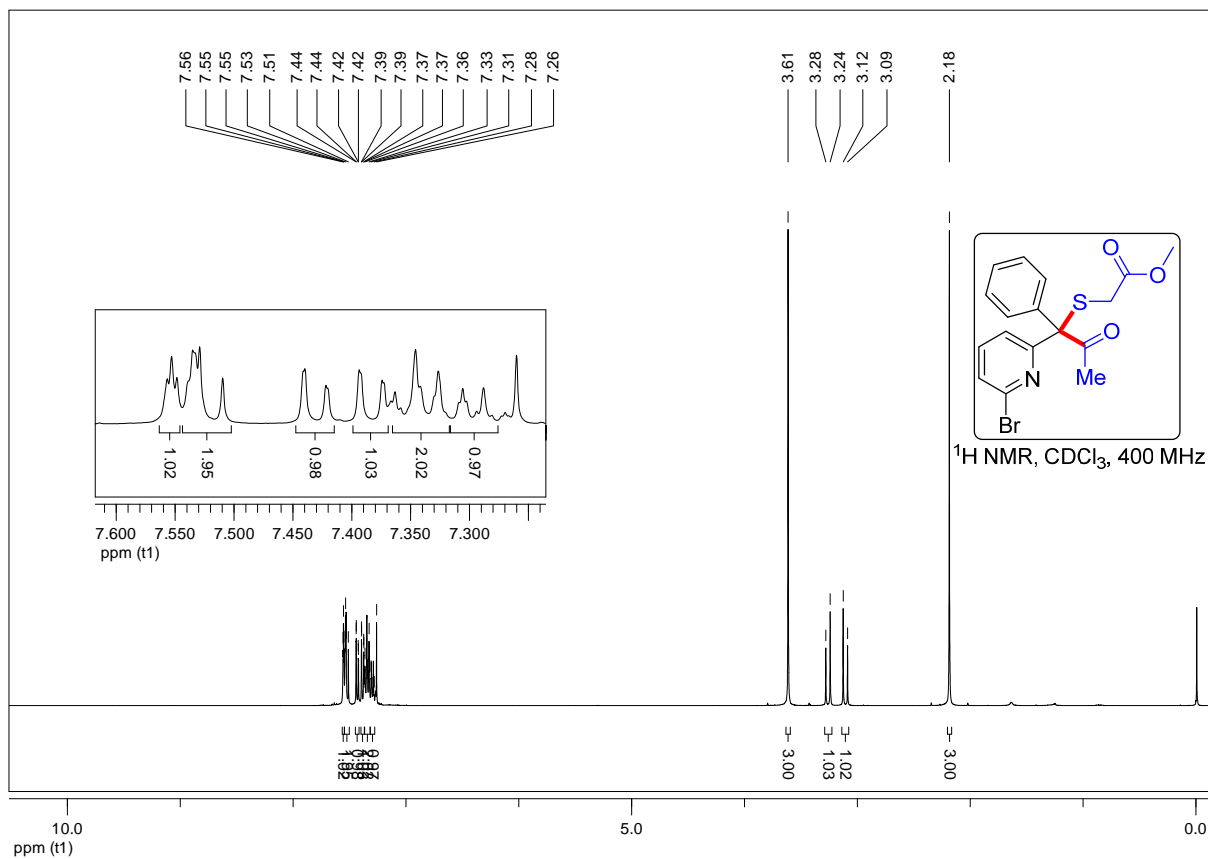 7.56 7.55 7.55 7.53 7.51 7.44 7.44 7.42 7.42 7.39 7.39 7.37 7.37 7.36 7.33 7.31 7.28 7.26 3.61 3.28 3.24 3.12 3.09 2.18
O
O
S
O
N
Me
Br
¹H NMR, CDCl₃, 400 MHz
1.02 1.95 0.98 1.03 2.02 0.97
7.600 7.550 7.500 7.450 7.400 7.350 7.300
ppm (t1)
3.00 1.03 1.02 3.00
10.0 5.0 0.0
ppm (t1)